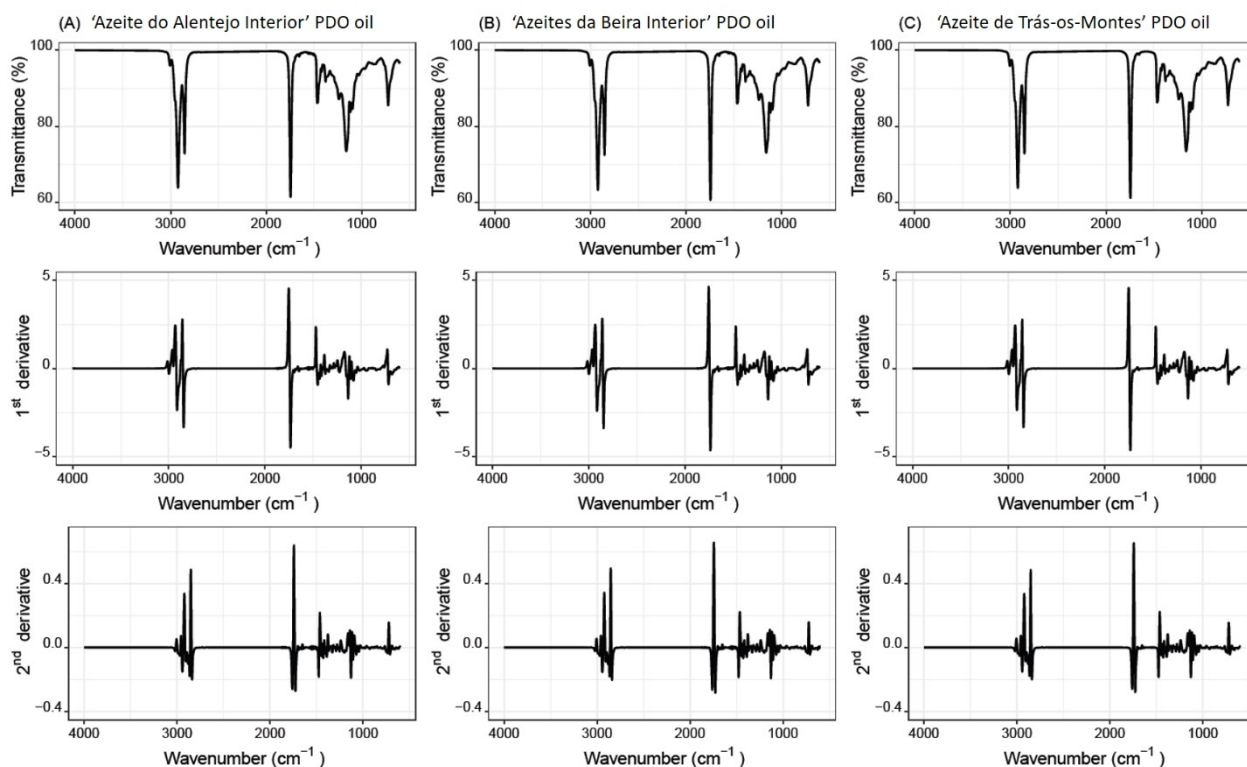 (A) ‘Azeite do Alentejo Interior’ PDO oil
Transmittance (%)
100
80
60
4000 3000 2000 1000
Wavenumber (cm⁻¹ )
1ˢᵗ derivative
5
0
−5
4000 3000 2000 1000
Wavenumber (cm⁻¹ )
2ⁿᵈ derivative
0.4
0.0
−0.4
4000 3000 2000 1000
Wavenumber (cm⁻¹ )
(B) ‘Azeites da Beira Interior’ PDO oil
Transmittance (%)
100
80
60
4000 3000 2000 1000
Wavenumber (cm⁻¹ )
1ˢᵗ derivative
5
0
−5
4000 3000 2000 1000
Wavenumber (cm⁻¹ )
2ⁿᵈ derivative
0.4
0.0
−0.4
4000 3000 2000 1000
Wavenumber (cm⁻¹ )
(C) ‘Azeite de Trás-os-Montes’ PDO oil
Transmittance (%)
100
80
60
4000 3000 2000 1000
Wavenumber (cm⁻¹ )
1ˢᵗ derivative
5
0
−5
4000 3000 2000 1000
Wavenumber (cm⁻¹ )
2ⁿᵈ derivative
0.4
0.0
−0.4
4000 3000 2000 1000
Wavenumber (cm⁻¹ )